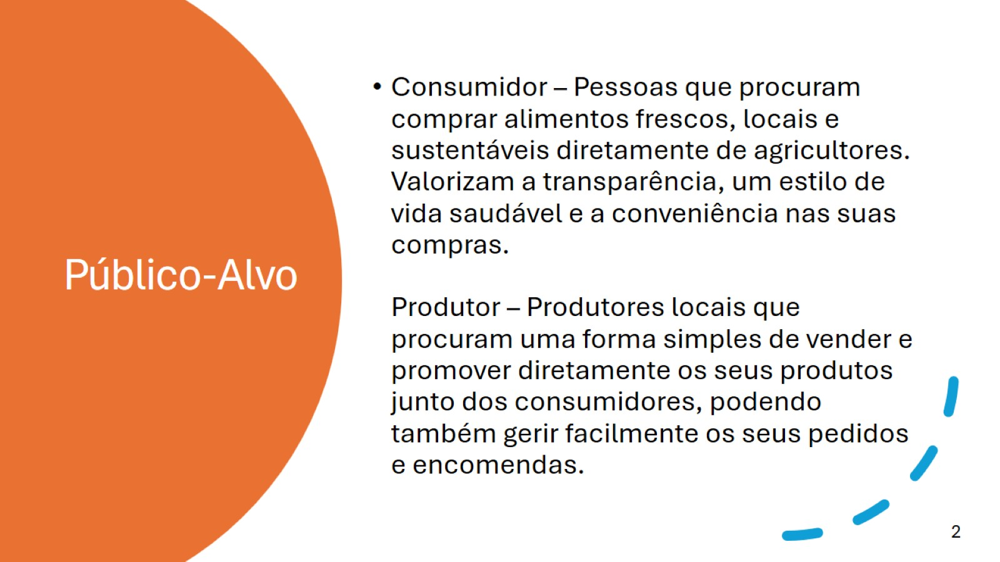 Público-Alvo
• Consumidor – Pessoas que procuram
comprar alimentos frescos, locais e
sustentáveis diretamente de agricultores.
Valorizam a transparência, um estilo de
vida saudável e a conveniência nas suas
compras.
Produtor – Produtores locais que
procuram uma forma simples de vender e
promover diretamente os seus produtos
junto dos consumidores, podendo
também gerir facilmente os seus pedidos
e encomendas.
2